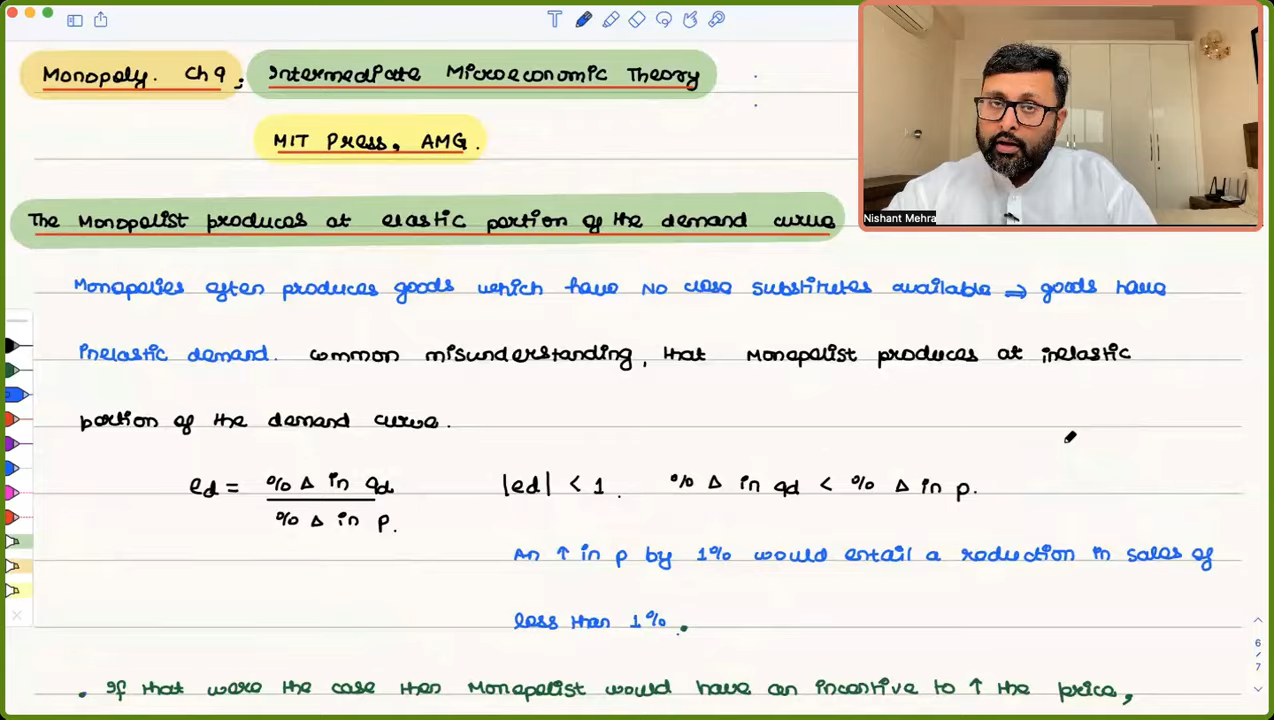 Monopoly. Ch 9, Intermediate Microeconomic Theory
MIT Press, AMG.
Nishant Mehra
The Monopolist produces at elastic portion of the demand curve
Monopolies often produces goods which have no close substitutes available ⇒ goods have
inelastic demand. common misunderstanding, that Monopolist produces at inelastic
portion of the demand curve.
ed = % Δ in qd / % Δ in p. |ed| < 1. % Δ in qd < % Δ in p.
An ↑ in p by 1% would entail a reduction in sales of
less than 1%.
6
/
7
. If that were the case then Monopolist would have an incentive to ↑ the price,